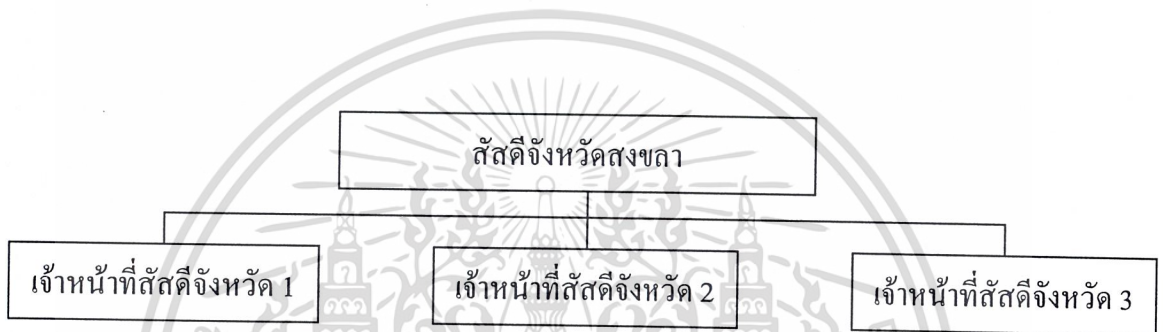 สัสดีจังหวัดสงขลา
เจ้าหน้าที่สัสดีจังหวัด 1
เจ้าหน้าที่สัสดีจังหวัด 2
เจ้าหน้าที่สัสดีจังหวัด 3